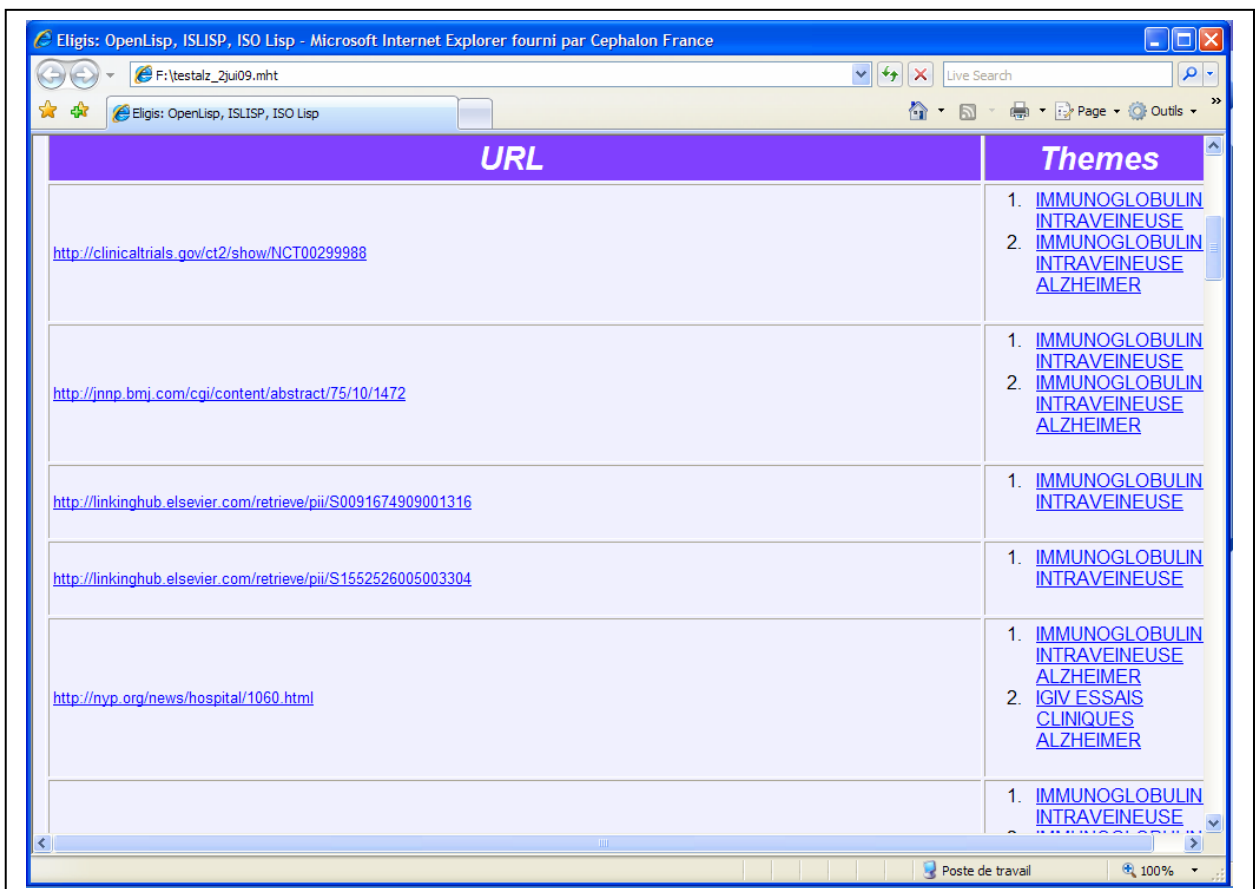 Eligis: OpenLisp, ISLISP, ISO Lisp - Microsoft Internet Explorer fourni par Cephalon France
F:\testalz_2jui09.mht
Live Search
Eligis: OpenLisp, ISLISP, ISO Lisp
Page
Outils
»
URL
Themes
http://clinicaltrials.gov/ct2/show/NCT00299988
1. IMMUNOGLOBULIN
INTRAVEINEUSE
2. IMMUNOGLOBULIN
INTRAVEINEUSE
ALZHEIMER
http://jnnp.bmj.com/cgi/content/abstract/75/10/1472
1. IMMUNOGLOBULIN
INTRAVEINEUSE
2. IMMUNOGLOBULIN
INTRAVEINEUSE
ALZHEIMER
http://linkinghub.elsevier.com/retrieve/pii/S0091674909001316
1. IMMUNOGLOBULIN
INTRAVEINEUSE
http://linkinghub.elsevier.com/retrieve/pii/S1552526005003304
1. IMMUNOGLOBULIN
INTRAVEINEUSE
http://nyp.org/news/hospital/1060.html
1. IMMUNOGLOBULIN
INTRAVEINEUSE
ALZHEIMER
2. IGIV ESSAIS
CLINIQUES
ALZHEIMER
1. IMMUNOGLOBULIN
INTRAVEINEUSE
Poste de travail
100%